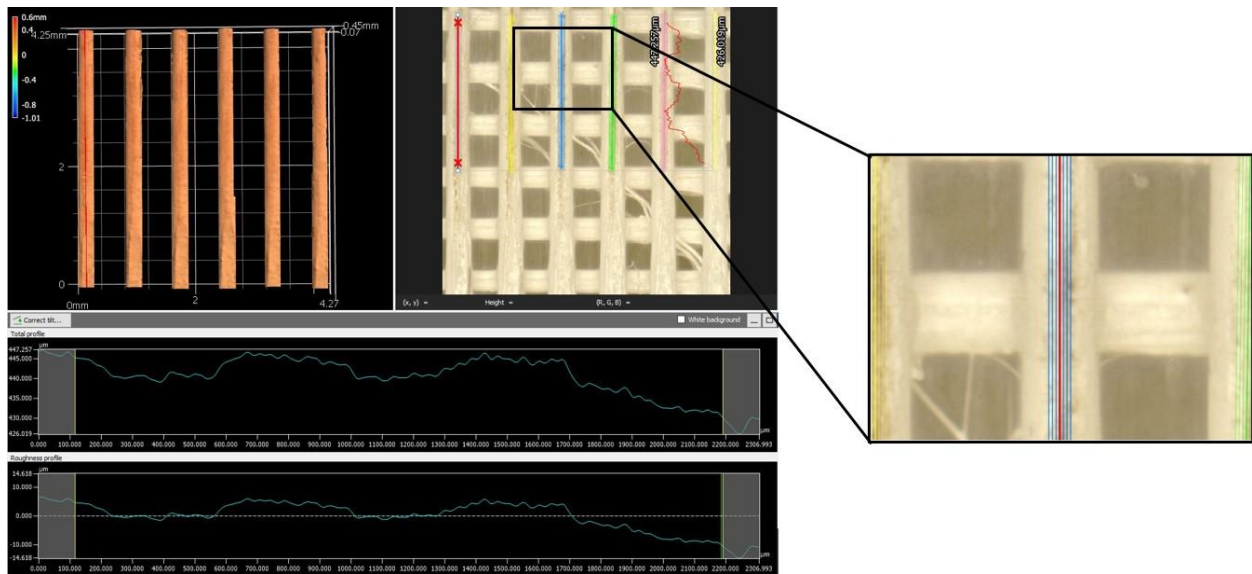 0.6mm
0.4
0
-0.4
-0.8
-1.01
4.25mm
0.45mm
0.07
2
0
0mm
2
4.27
447.257µm
426.019µm
(x, y) = Height = (R, G, B) =
Correct tilt...
White background
Total profile
µm
447.257
445.000
440.000
435.000
430.000
426.019
0.000 100.000 200.000 300.000 400.000 500.000 600.000 700.000 800.000 900.000 1000.000 1100.000 1200.000 1300.000 1400.000 1500.000 1600.000 1700.000 1800.000 1900.000 2000.000 2100.000 2200.000 2306.993
µm
Roughness profile
µm
14.618
10.000
0.000
-10.000
-14.618
0.000 100.000 200.000 300.000 400.000 500.000 600.000 700.000 800.000 900.000 1000.000 1100.000 1200.000 1300.000 1400.000 1500.000 1600.000 1700.000 1800.000 1900.000 2000.000 2100.000 2200.000 2306.993
µm